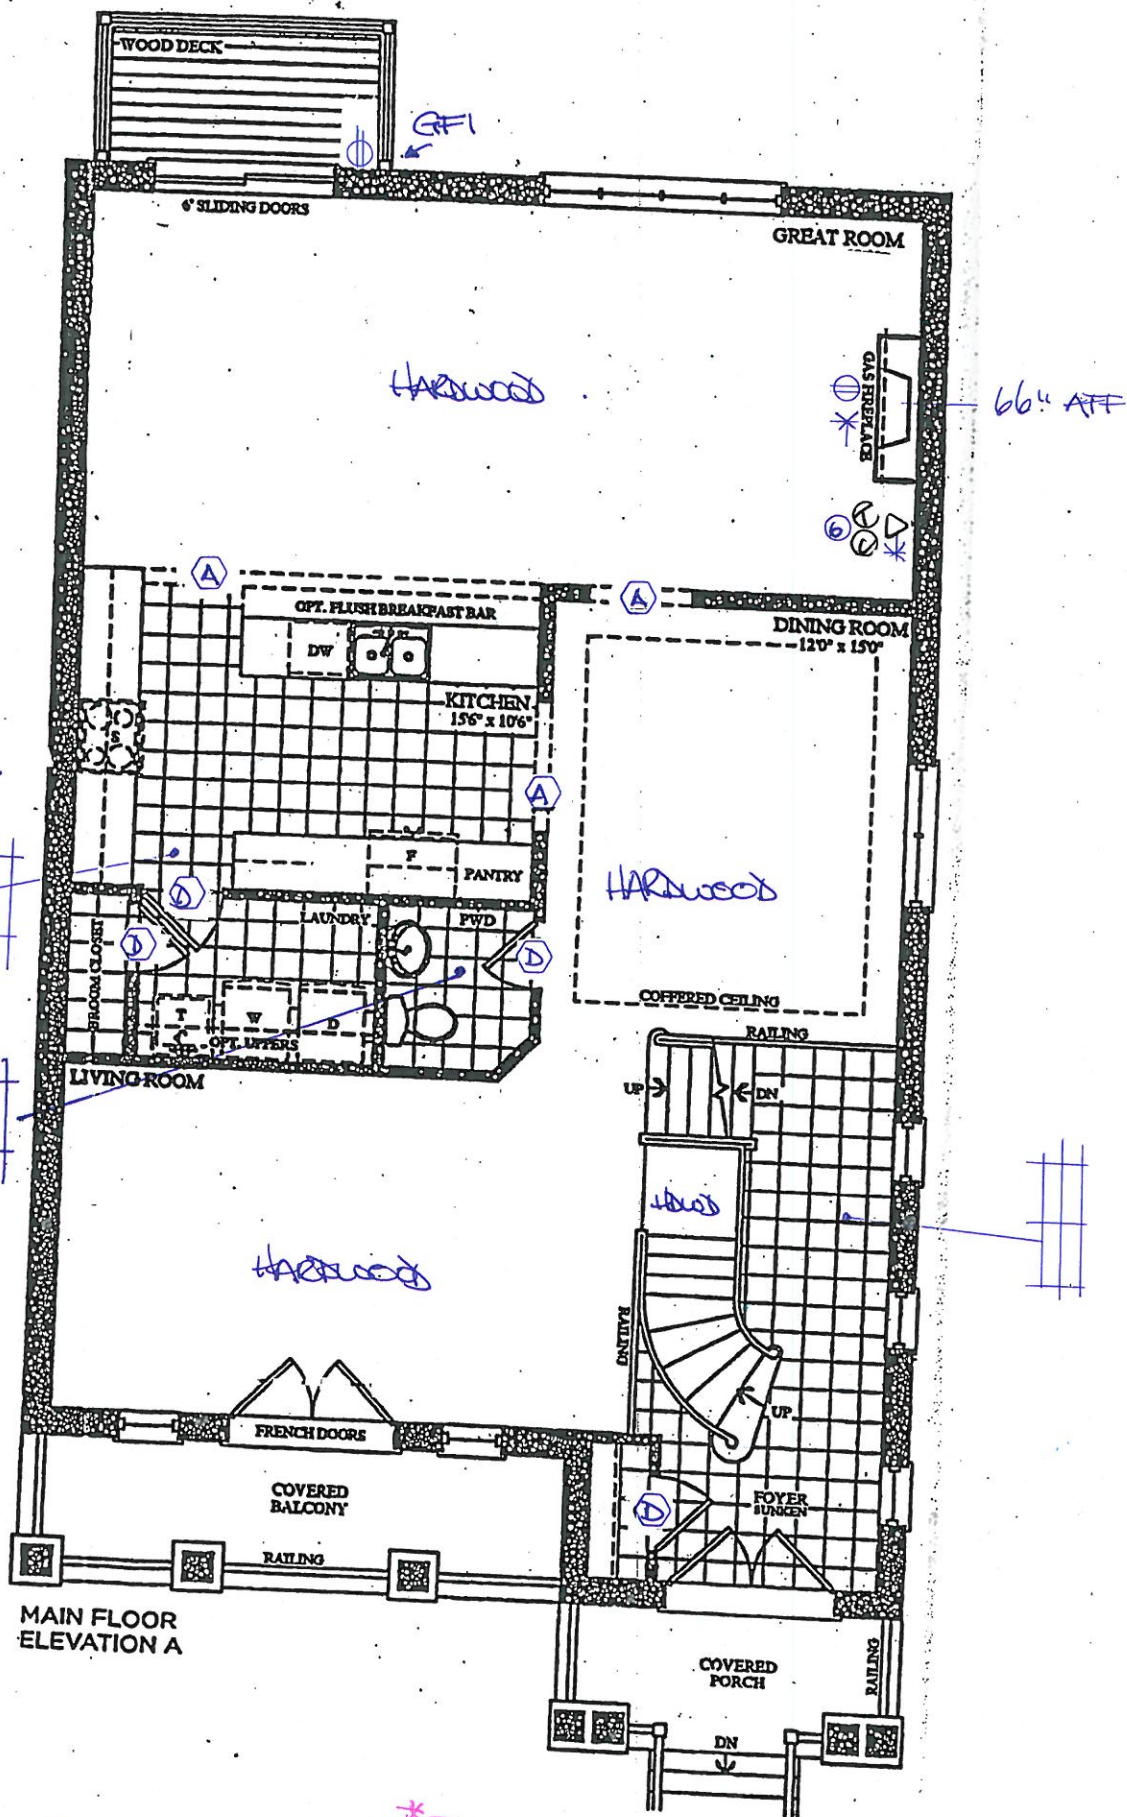 WOOD DECK
GFI
6' SLIDING DOORS
GREAT ROOM
HARDWOOD
GAS FIREPLACE
66" AFF
6
A
A
OPT. FLUSH BREAKFAST BAR
DINING ROOM
12'0" x 15'0"
DW
KITCHEN
15'6" x 10'6"
S
A
F
PANTRY
HARDWOOD
D
LAUNDRY
PWD
D
D
BROOM CLOSET
T
W
D
OPT. UPPERS
COFFERED CEILING
RAILING
LIVING ROOM
UP
DN
HDWD
HARDWOOD
RAILING
UP
FRENCH DOORS
COVERED
BALCONY
D
FOYER
SUNKEN
RAILING
MAIN FLOOR
ELEVATION A
COVERED
PORCH
RAILING
DN